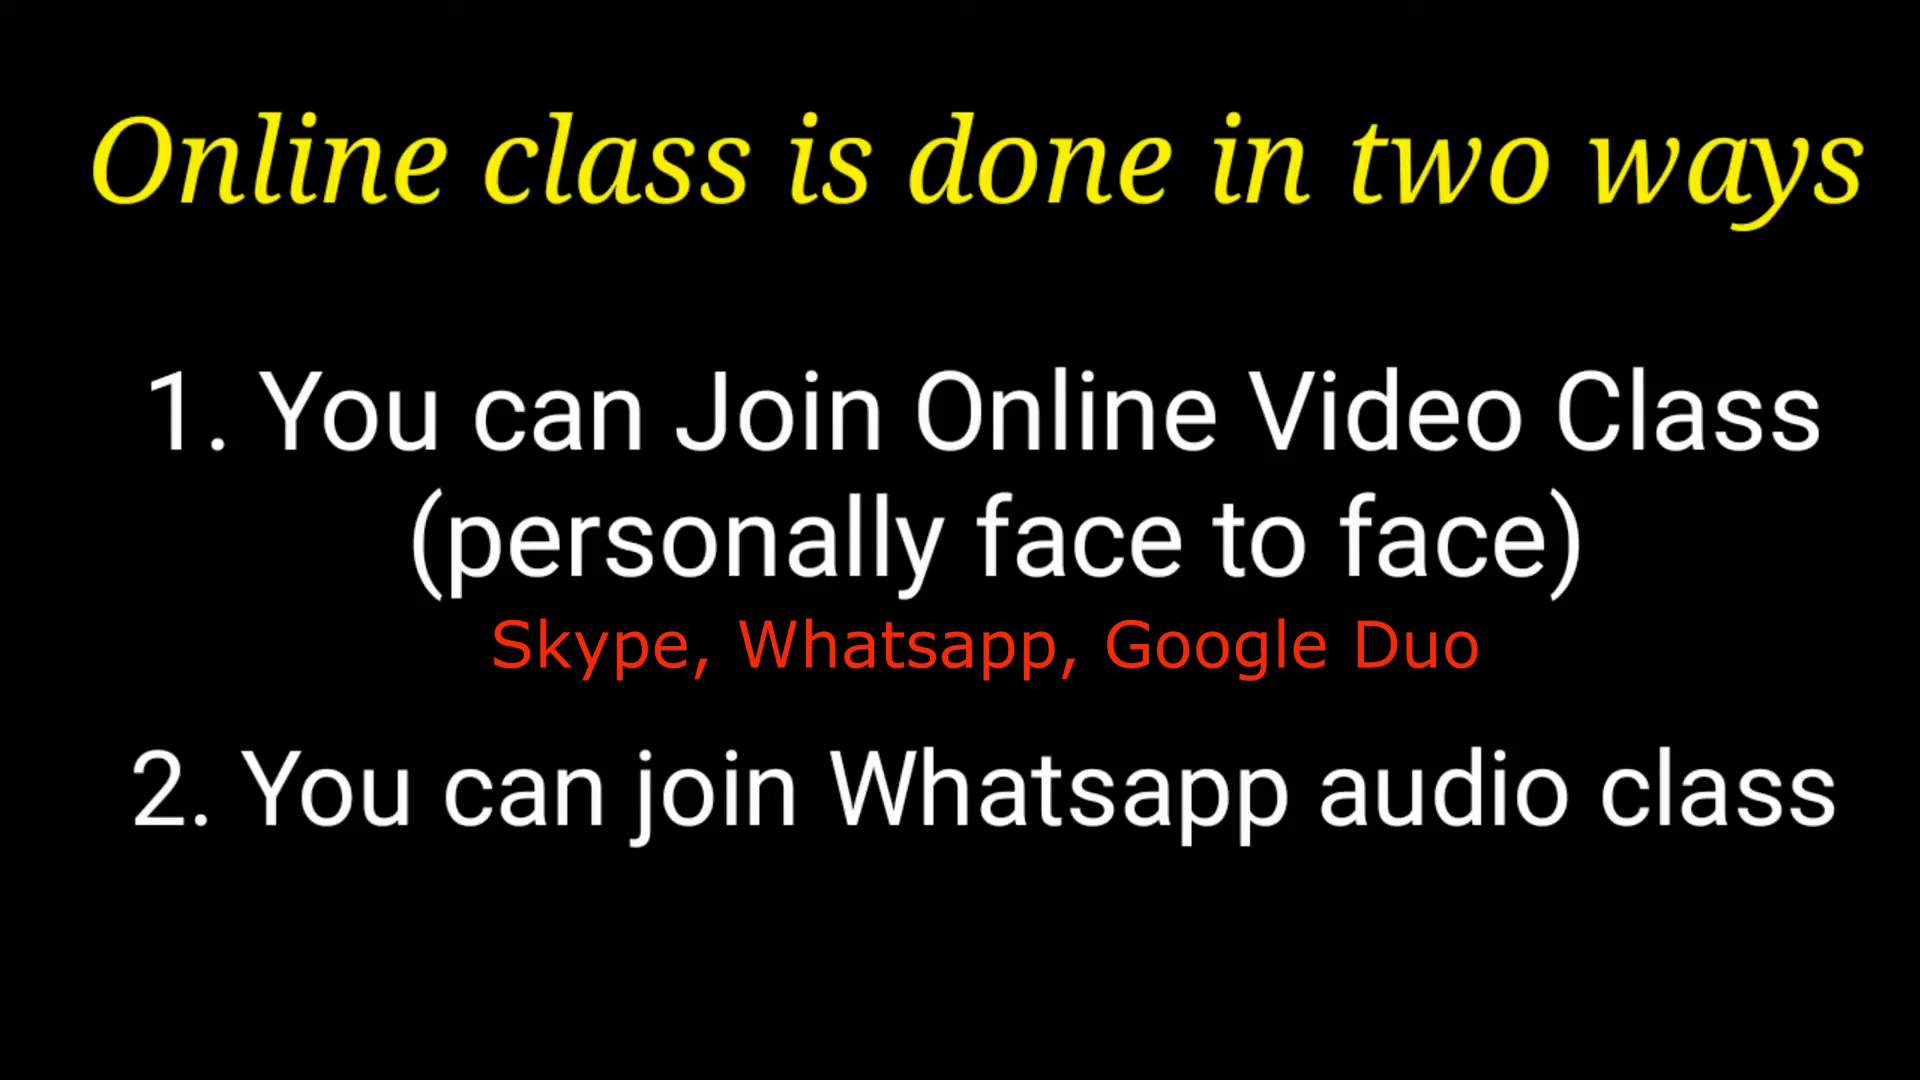 Online class is done in two ways
1. You can Join Online Video Class
(personally face to face)
Skype, Whatsapp, Google Duo
2. You can join Whatsapp audio class